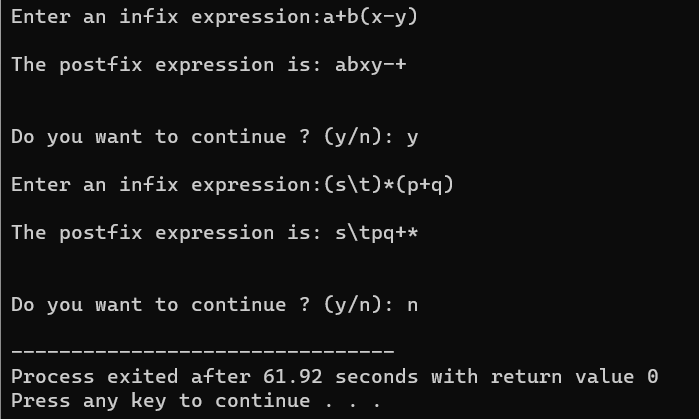 Enter an infix expression:a+b(x-y)
The postfix expression is: abxy-+
Do you want to continue ? (y/n): y
Enter an infix expression:(s\t)*(p+q)
The postfix expression is: s\tpq+*
Do you want to continue ? (y/n): n
--------------------------------
Process exited after 61.92 seconds with return value 0
Press any key to continue . . .